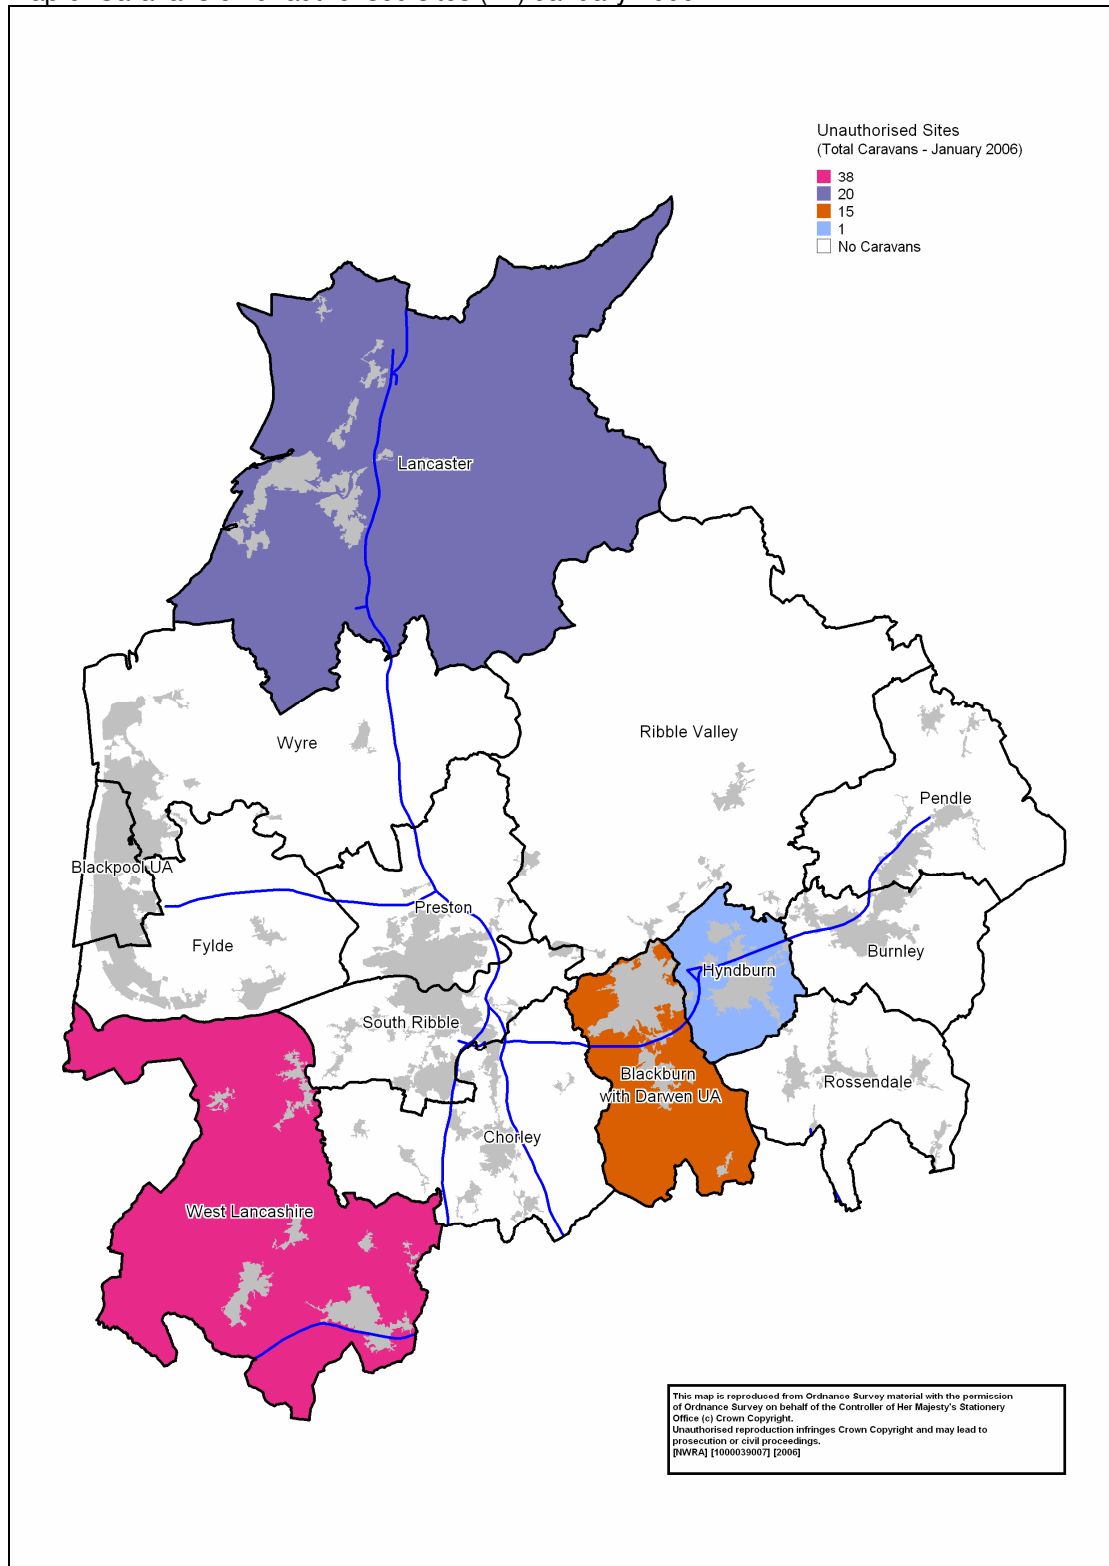 Unauthorised Sites
(Total Caravans - January 2006)
38
20
15
1
No Caravans
Lancaster
Wyre
Ribble Valley
Pendle
Blackpool UA
Preston
Fylde
Burnley
Hyndburn
South Ribble
Blackburn
with Darwen UA
Rossendale
Chorley
West Lancashire
This map is reproduced from Ordnance Survey material with the permission
of Ordnance Survey on behalf of the Controller of Her Majesty's Stationery
Office (c) Crown Copyright.
Unauthorised reproduction infringes Crown Copyright and may lead to
prosecution or civil proceedings.
[NWRA] [1000039007] [2006]